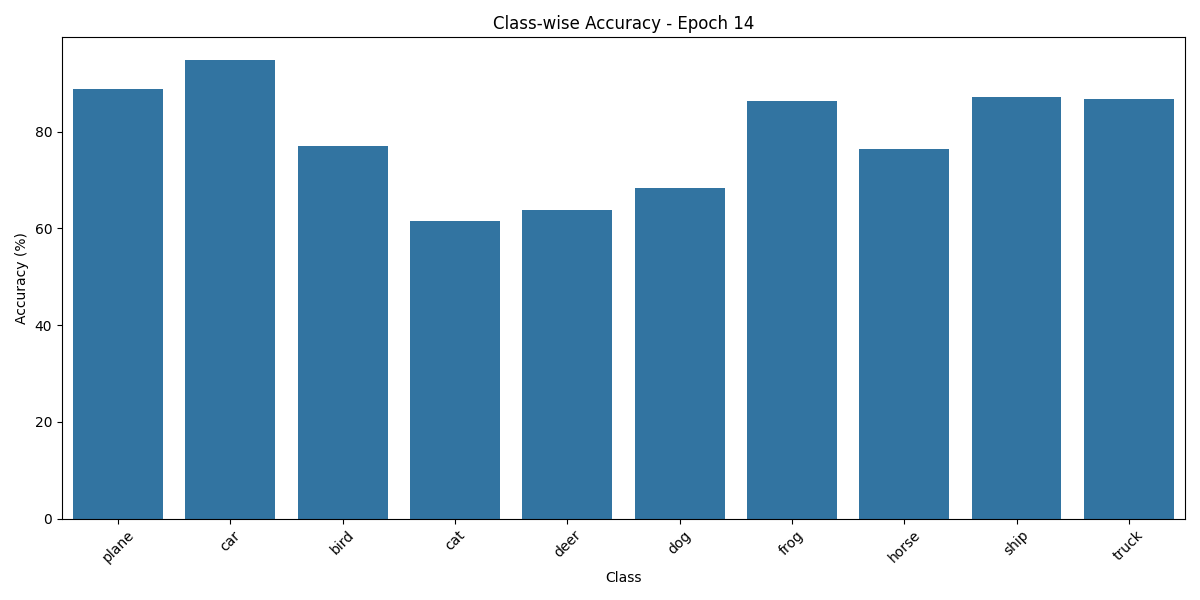 Class-wise Accuracy - Epoch 14
Accuracy (%)
80
60
40
20
0
plane car bird cat deer dog frog horse ship truck
Class